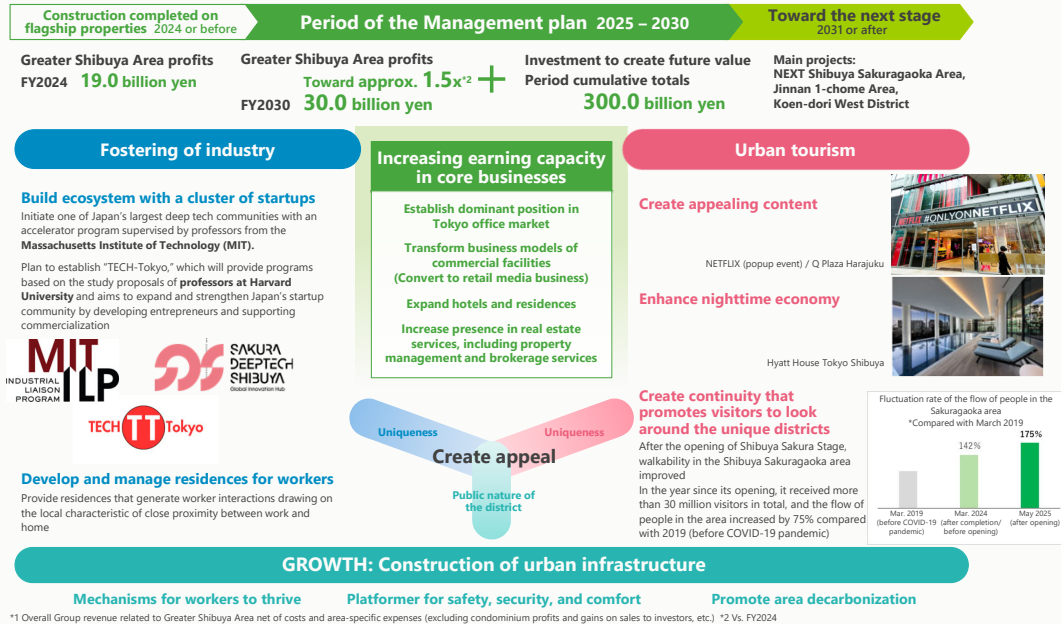 Construction completed on
flagship properties 2024 or before
Period of the Management plan 2025 – 2030
Toward the next stage
2031 or after
Greater Shibuya Area profits
FY2024 19.0 billion yen
Greater Shibuya Area profits
Toward approx. 1.5x*2
FY2030 30.0 billion yen
+
Investment to create future value
Period cumulative totals
300.0 billion yen
Main projects:
NEXT Shibuya Sakuragaoka Area,
Jinnan 1-chome Area,
Koen-dori West District
Fostering of industry
Build ecosystem with a cluster of startups
Initiate one of Japan's largest deep tech communities with an
accelerator program supervised by professors from the
Massachusetts Institute of Technology (MIT).
Plan to establish "TECH-Tokyo," which will provide programs
based on the study proposals of professors at Harvard
University and aims to expand and strengthen Japan's startup
community by developing entrepreneurs and supporting
commercialization
MIT
INDUSTRIAL
LIAISON
PROGRAM
ILP
SAKURA
DEEPTECH
SHIBUYA
Global Innovation Hub
TECH TT Tokyo
Develop and manage residences for workers
Provide residences that generate worker interactions drawing on
the local characteristic of close proximity between work and
home
Increasing earning capacity
in core businesses
Establish dominant position in
Tokyo office market
Transform business models of
commercial facilities
(Convert to retail media business)
Expand hotels and residences
Increase presence in real estate
services, including property
management and brokerage services
Uniqueness
Uniqueness
Create appeal
Public nature of
the district
Urban tourism
Create appealing content
NETFLIX #ONLYONNETFLIX
NETFLIX (popup event) / Q Plaza Harajuku
Enhance nighttime economy
Hyatt House Tokyo Shibuya
Create continuity that
promotes visitors to look
around the unique districts
After the opening of Shibuya Sakura Stage,
walkability in the Shibuya Sakuragaoka area
improved
In the year since its opening, it received more
than 30 million visitors in total, and the flow of
people in the area increased by 75% compared
with 2019 (before COVID-19 pandemic)
Fluctuation rate of the flow of people in the
Sakuragaoka area
*Compared with March 2019
142%
175%
Mar. 2019
(before COVID-19
pandemic)
Mar. 2024
(after completion/
before opening)
May 2025
(after opening)
GROWTH: Construction of urban infrastructure
Mechanisms for workers to thrive
Platformer for safety, security, and comfort
Promote area decarbonization
*1 Overall Group revenue related to Greater Shibuya Area net of costs and area-specific expenses (excluding condominium profits and gains on sales to investors, etc.) *2 Vs. FY2024